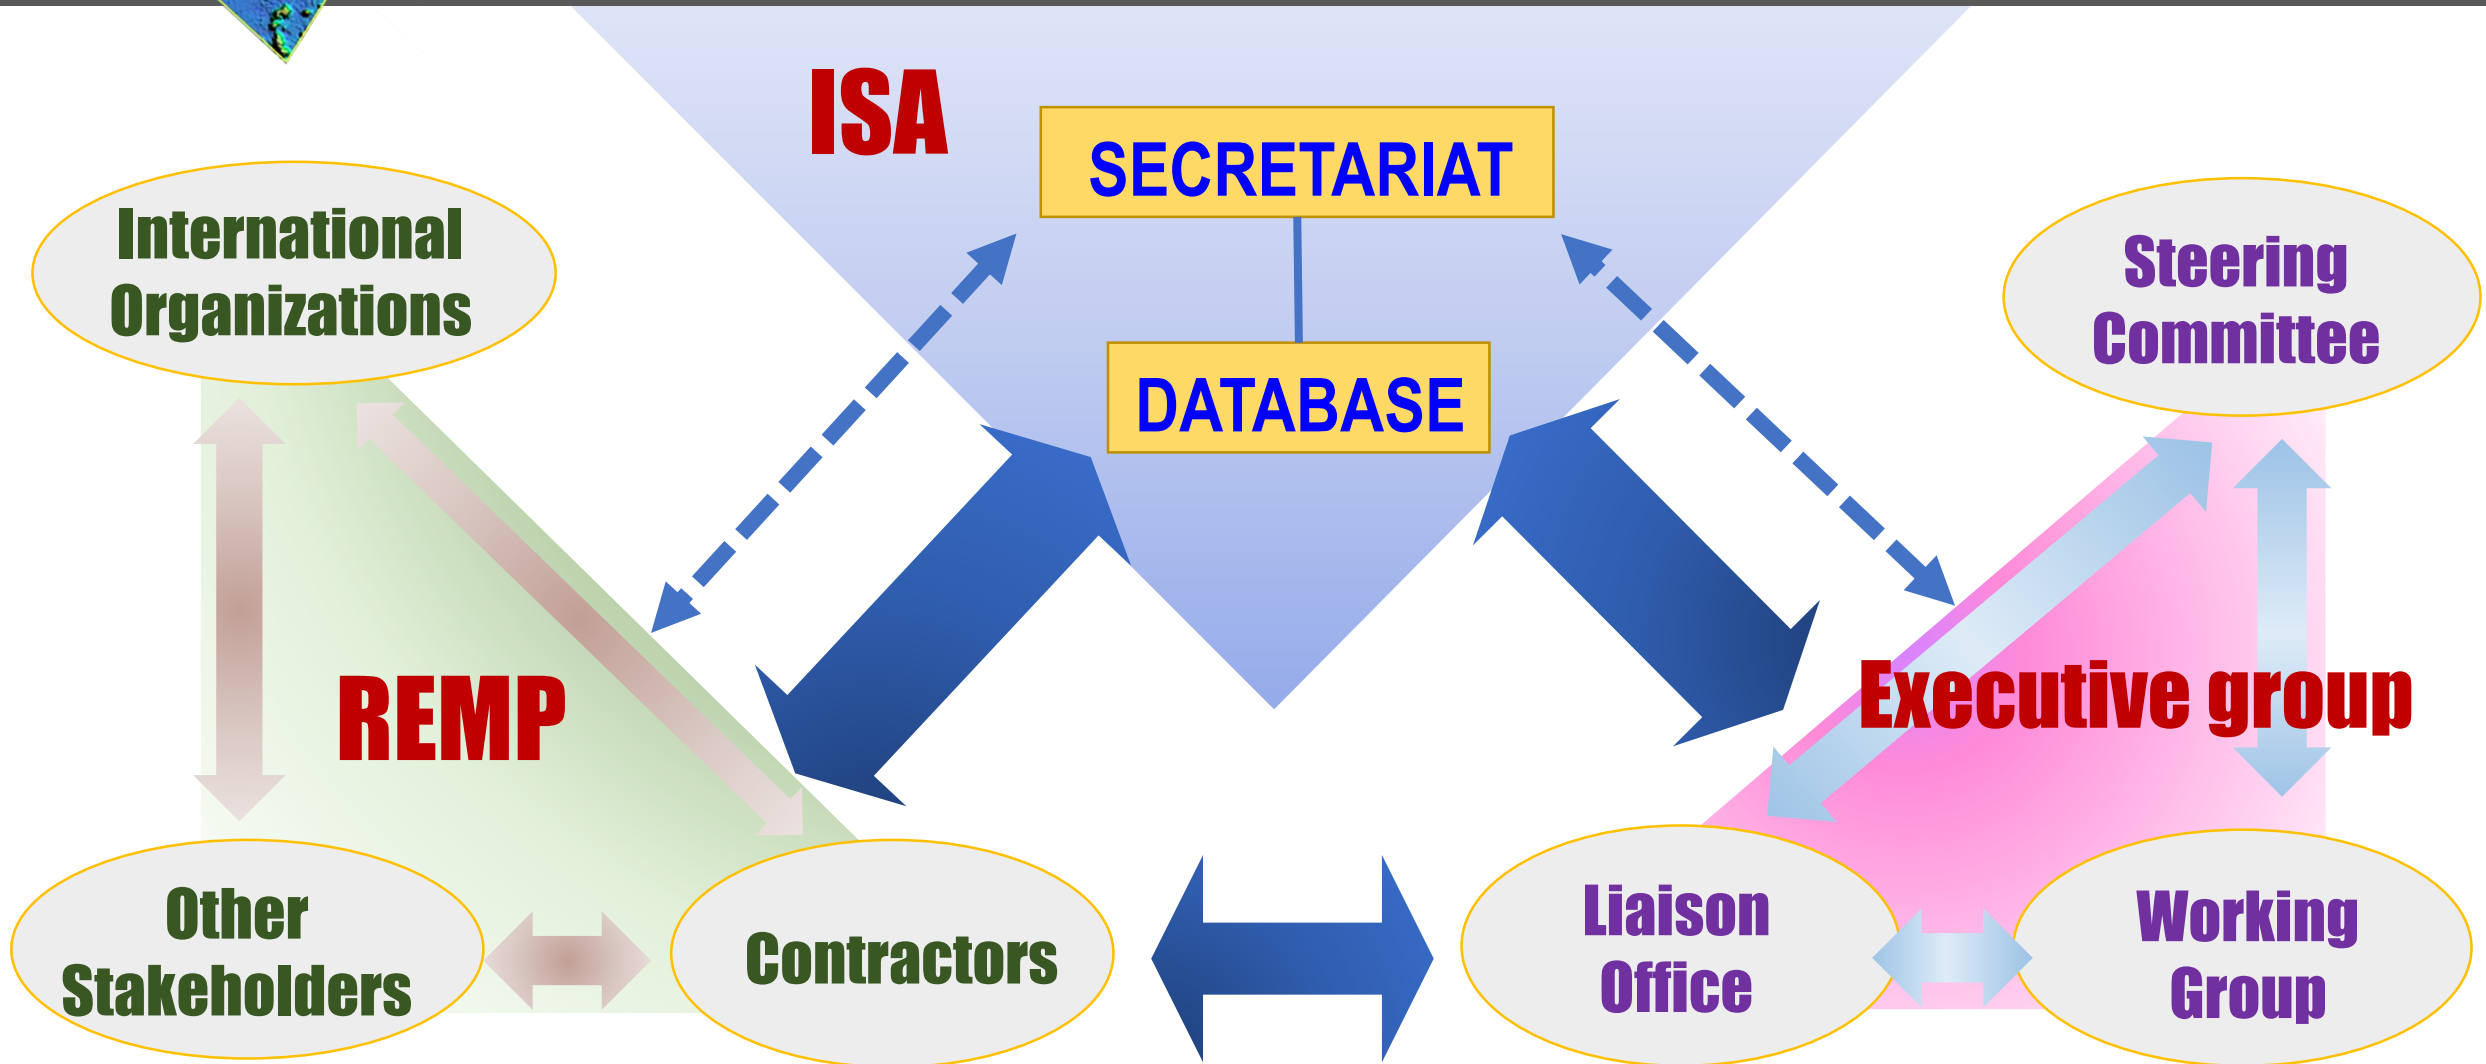 ISA
SECRETARIAT
DATABASE
International
Organizations
REMP
Other
Stakeholders
Contractors
Steering
Committee
Executive group
Liaison
Office
Working
Group